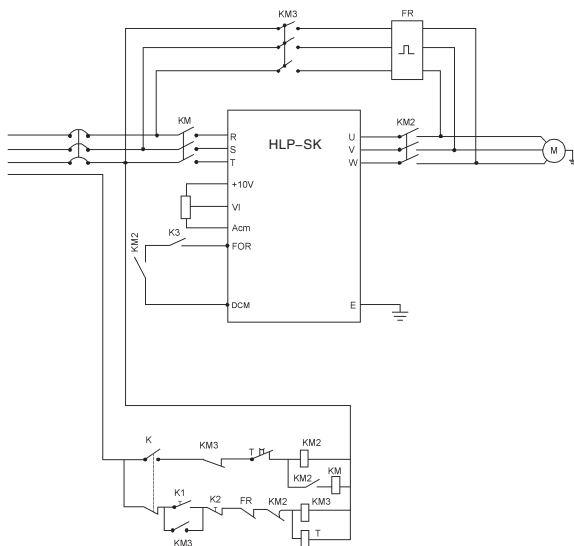 KM3
FR
KM
HLP–SK
KM2
R
U
S
V
T
W
M
+10V
VI
Acm
KM2
K3
FOR
DCM
E
K
KM3
T
KM2
KM2
KM
K1
K2
FR
KM2
KM3
KM3
T